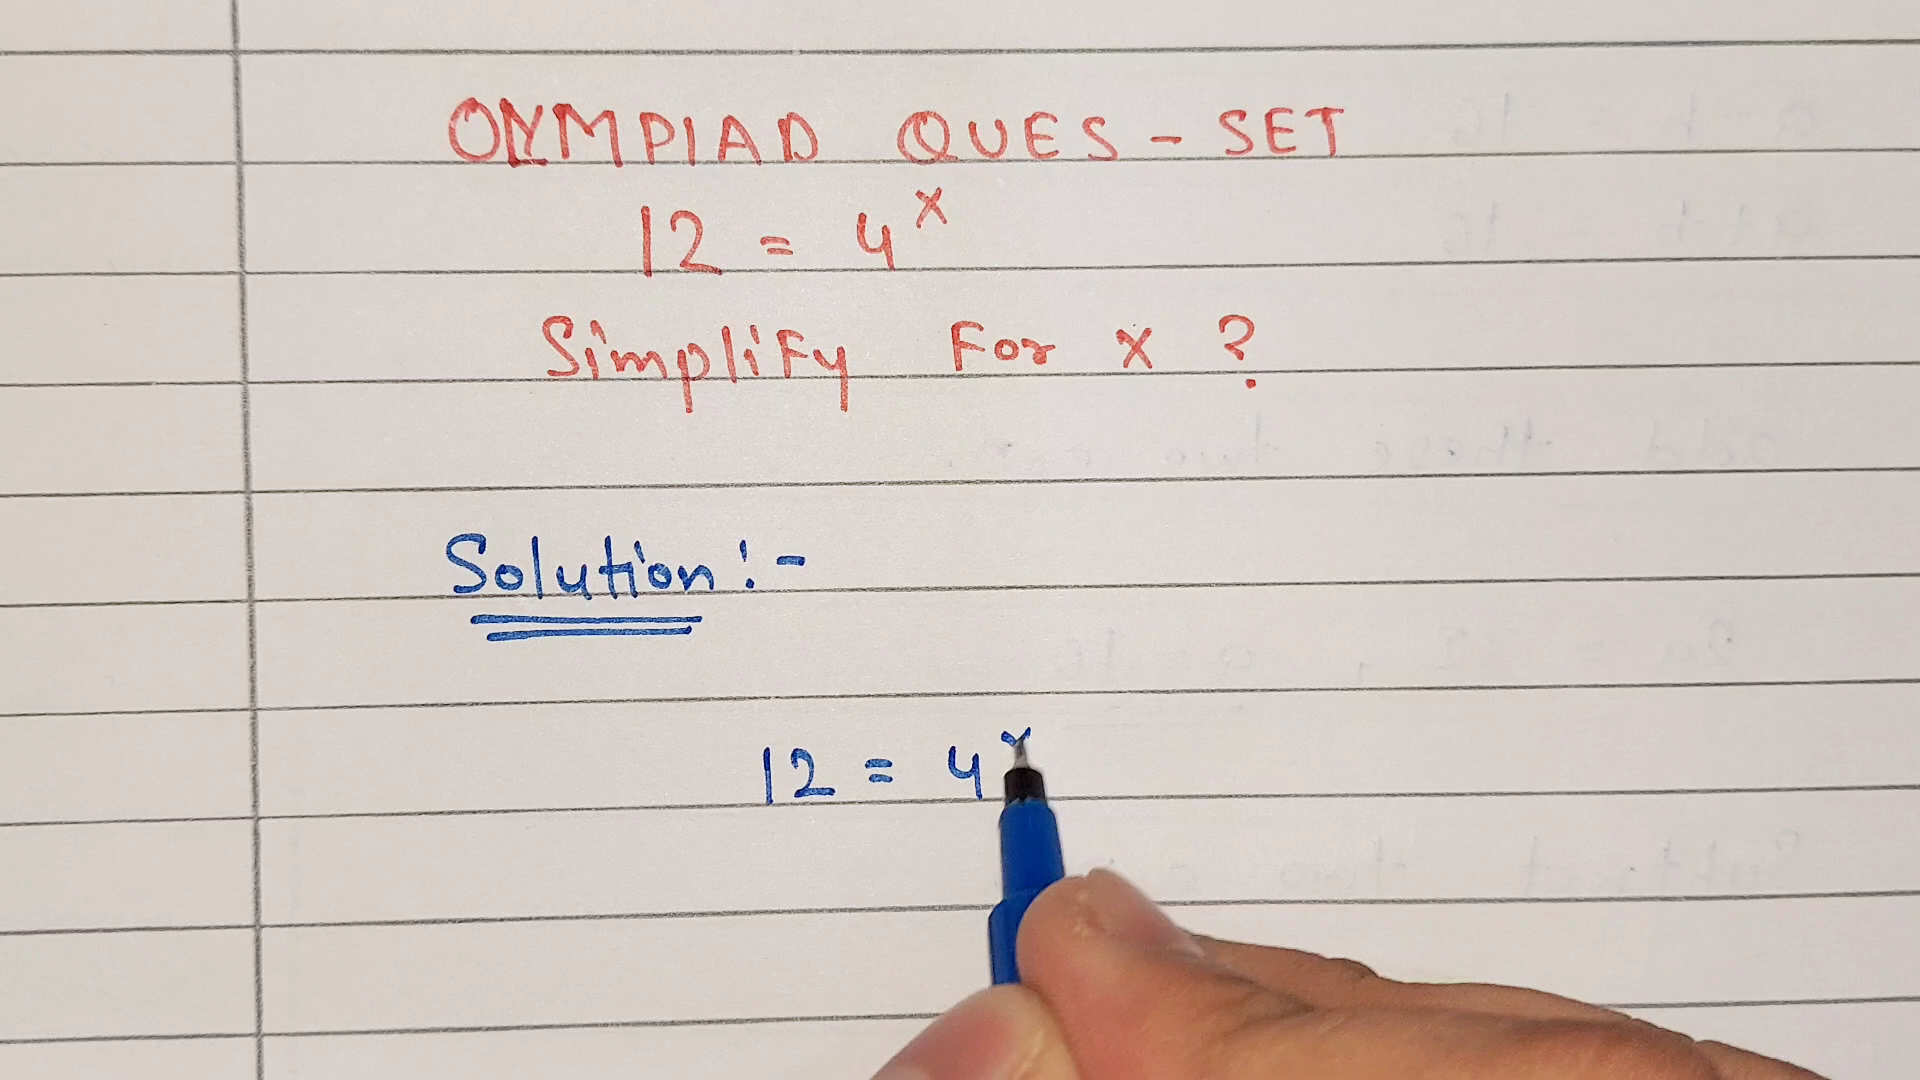 OLYMPIAD QUES - SET
12 = 4^x
Simplify For x ?
Solution :-
12 = 4^x